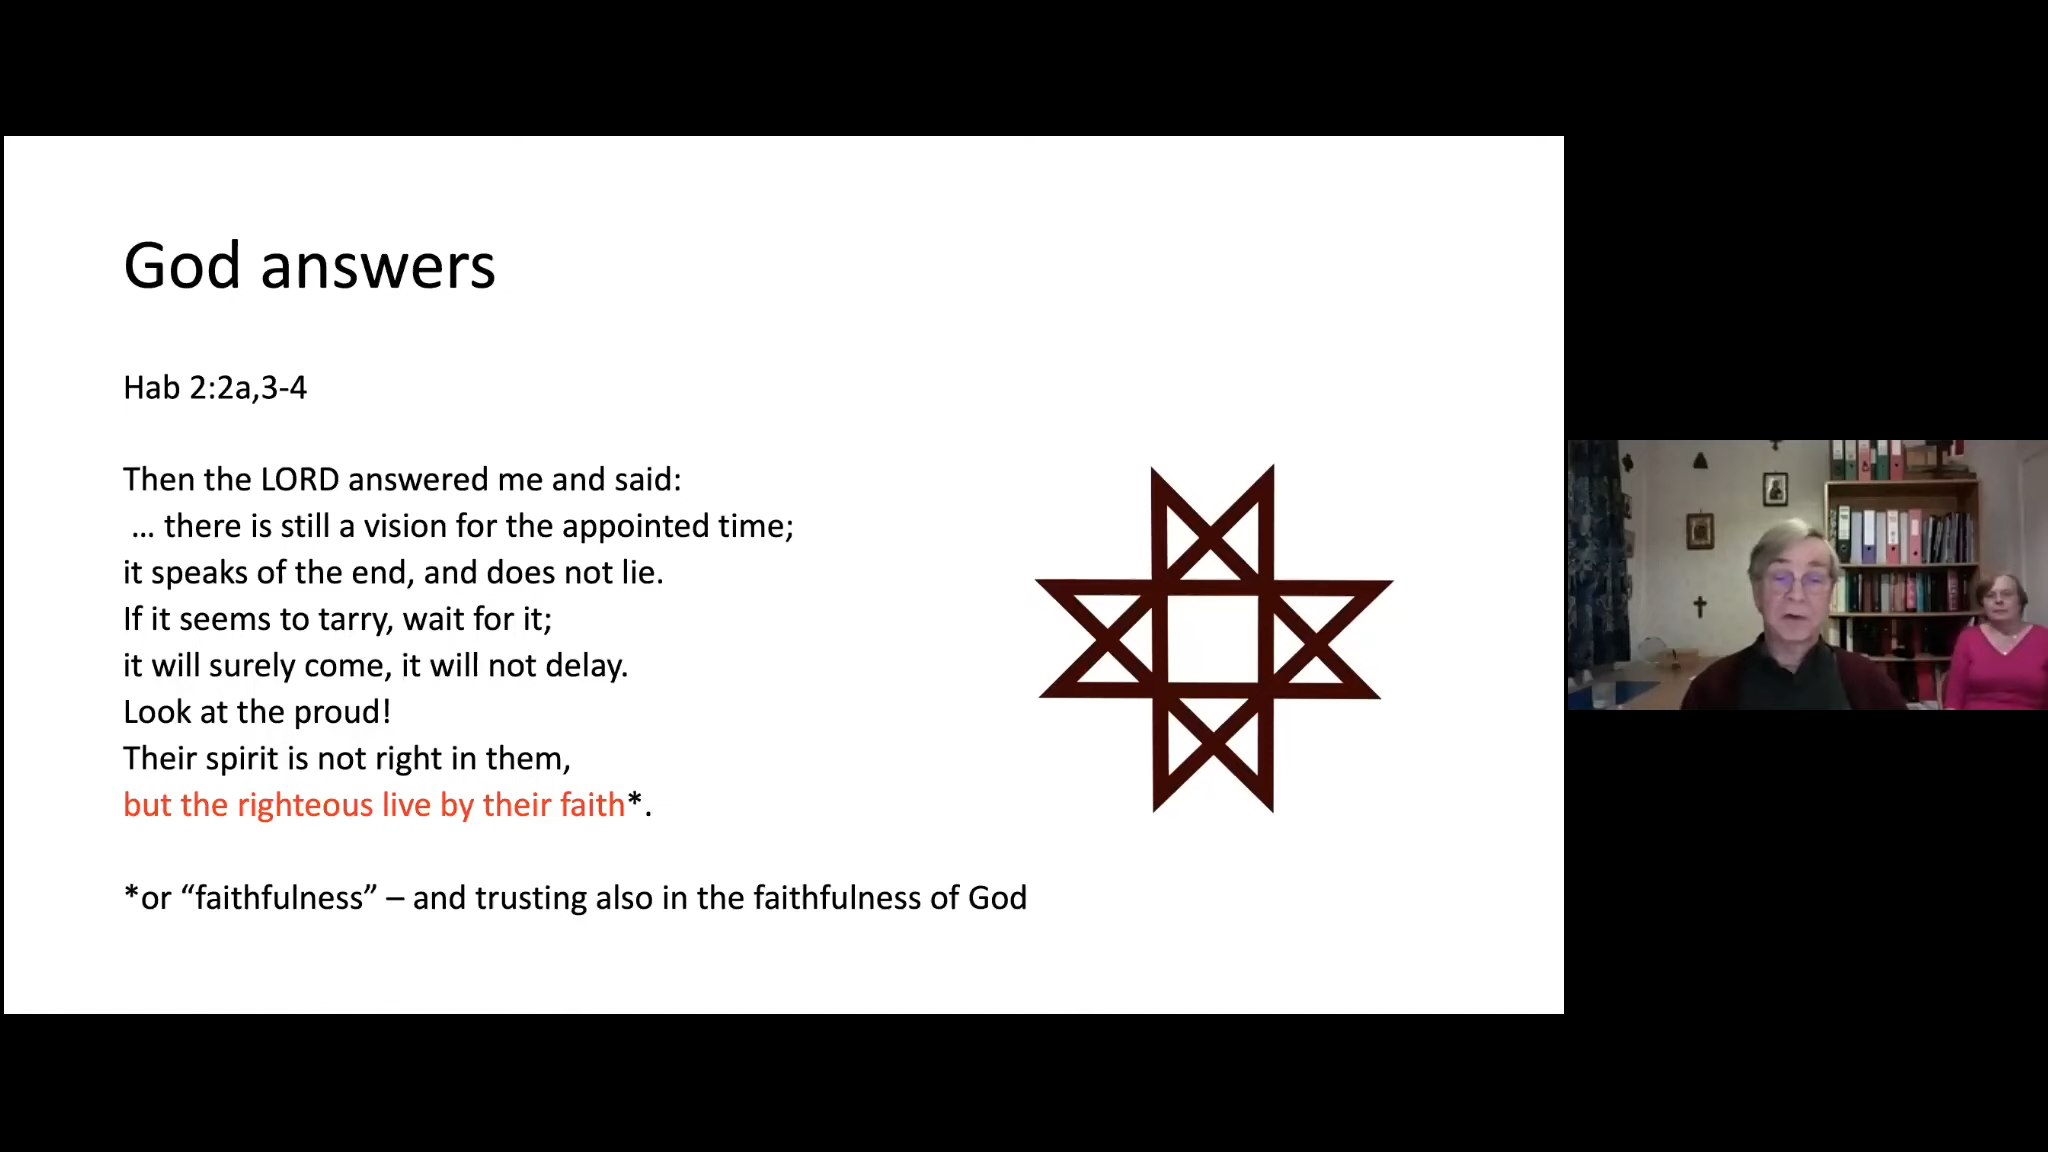 God answers
Hab 2:2a,3-4
Then the LORD answered me and said:
… there is still a vision for the appointed time;
it speaks of the end, and does not lie.
If it seems to tarry, wait for it;
it will surely come, it will not delay.
Look at the proud!
Their spirit is not right in them,
but the righteous live by their faith*.
*or “faithfulness” – and trusting also in the faithfulness of God